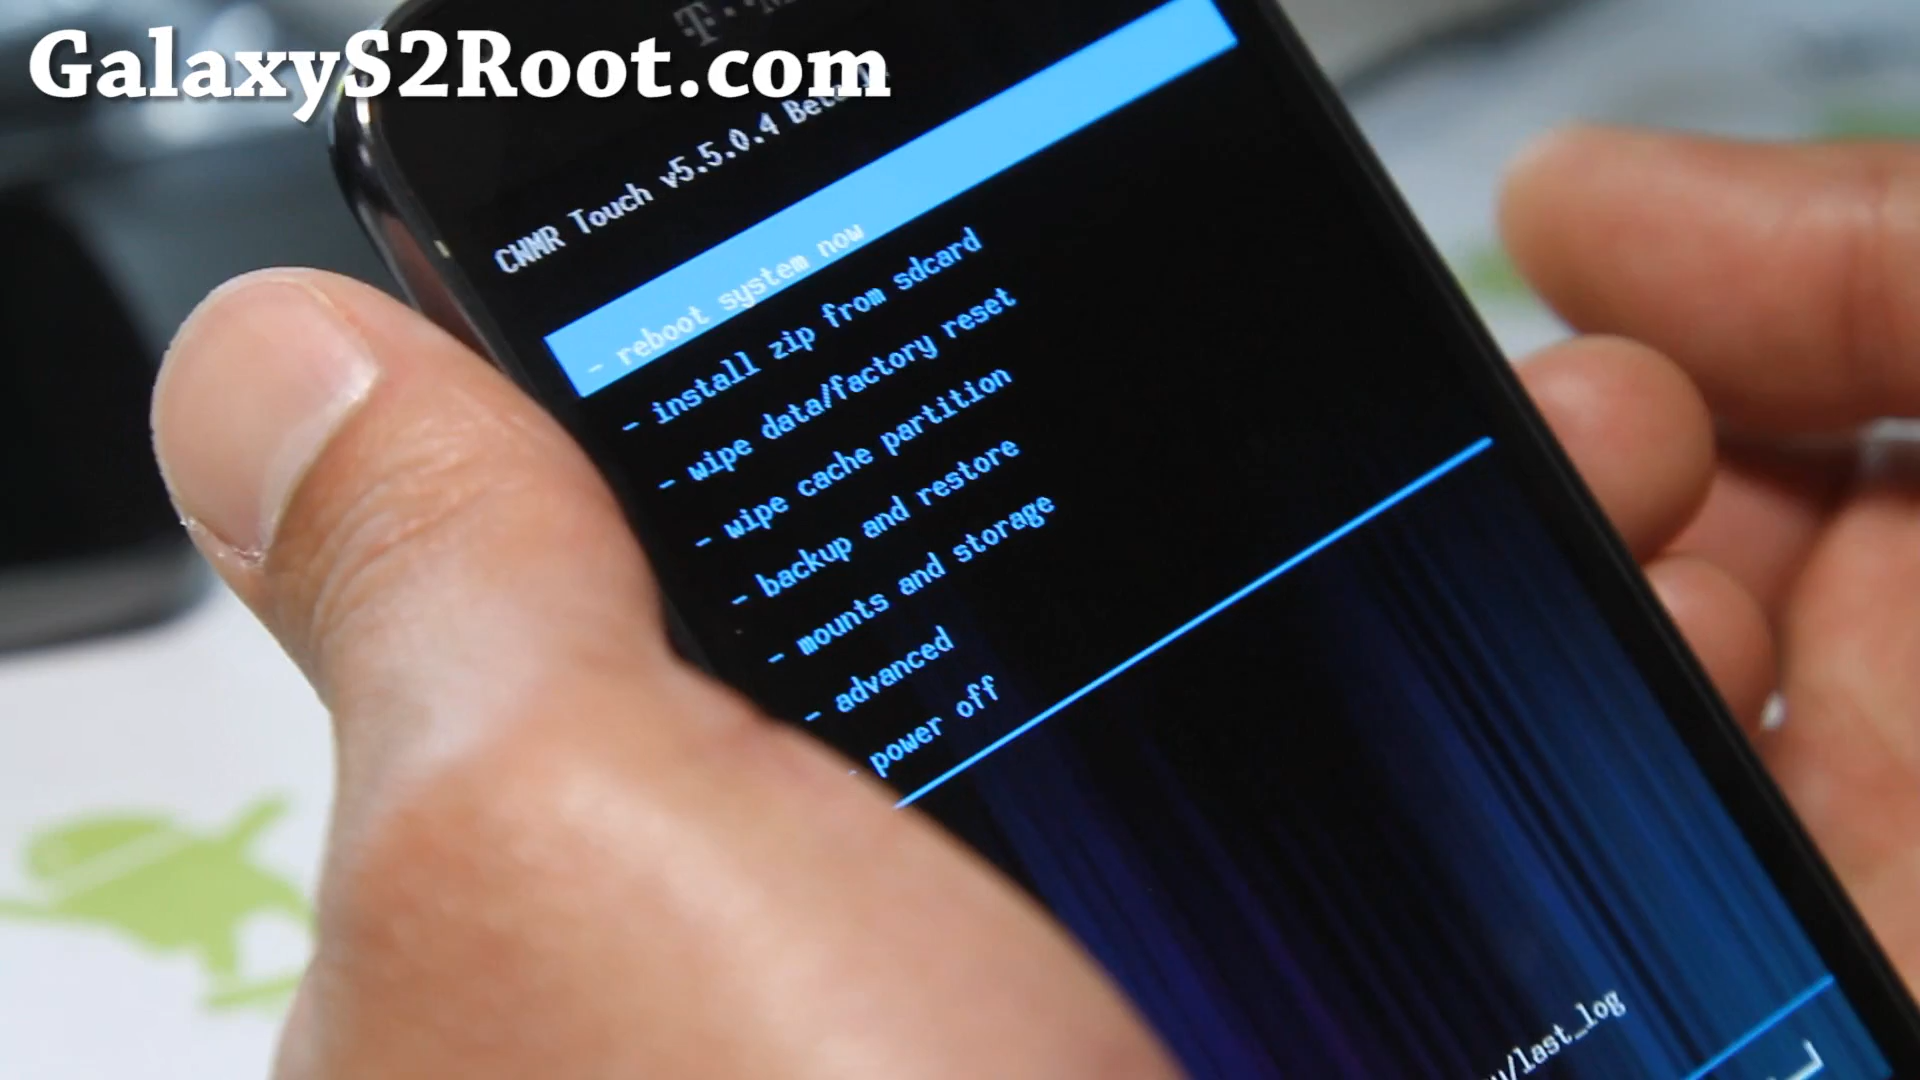 GalaxyS2Root.com
CWMR Touch v5.5.0.4
- reboot system now
- install zip from sdcard
- wipe data/factory reset
- wipe cache partition
- backup and restore
- mounts and storage
- advanced
- power off
/last_log